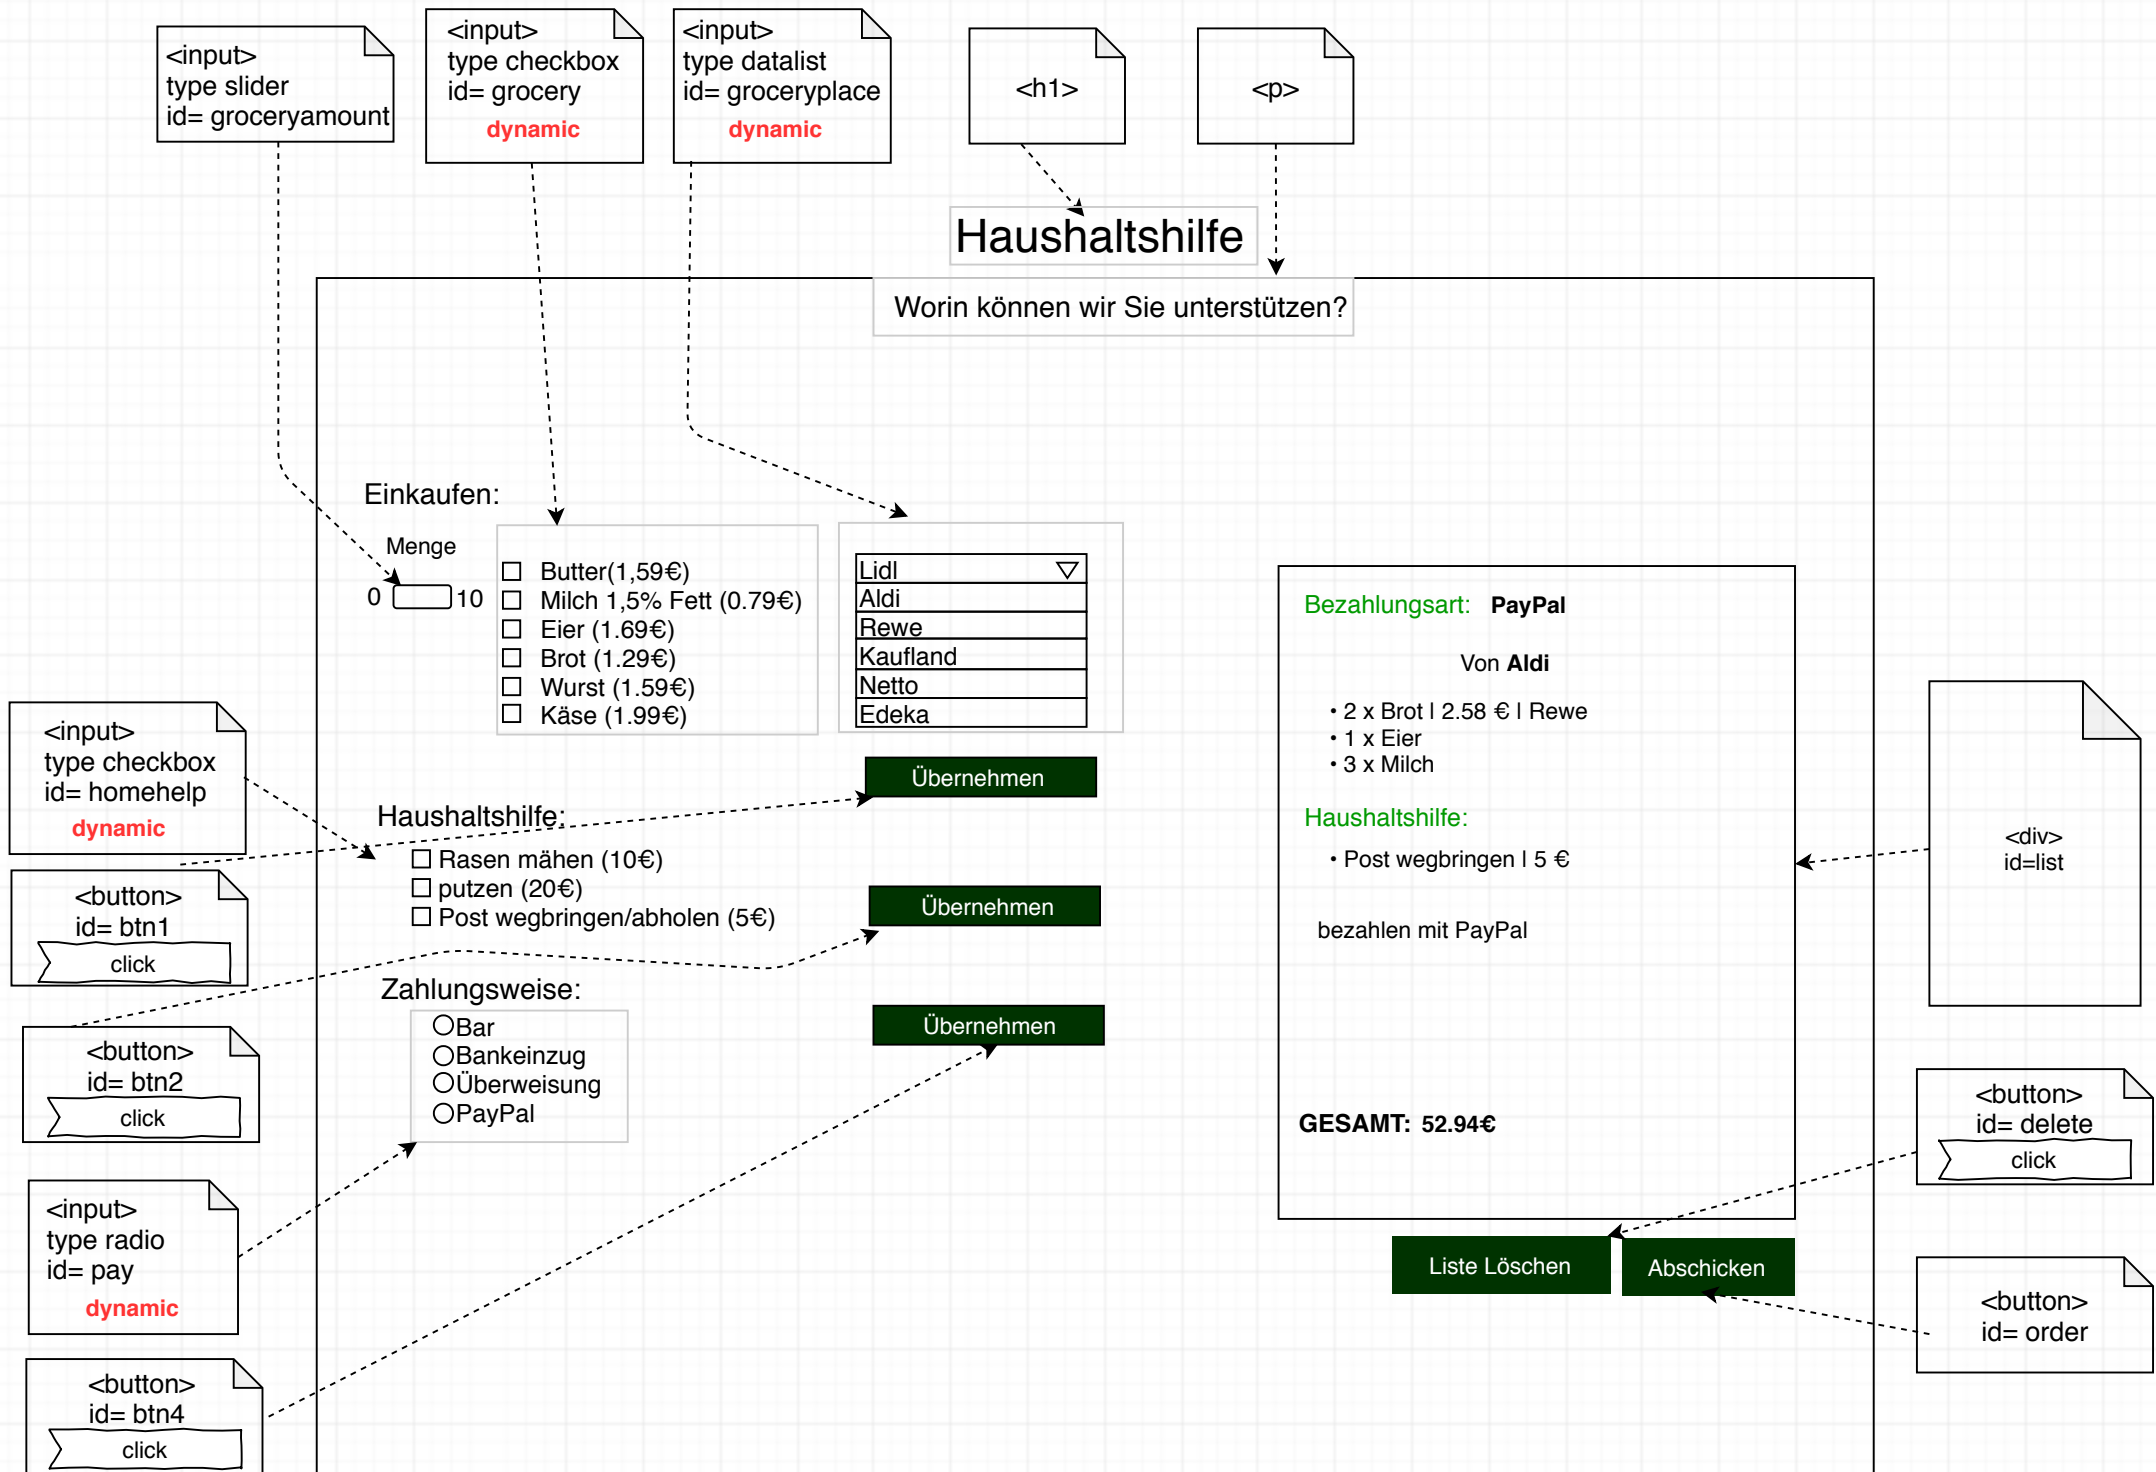 <input>
type slider
id= groceryamount
<input>
type checkbox
id= grocery
dynamic
<input>
type datalist
id= groceryplace
dynamic
<h1>
<p>
Haushaltshilfe
Worin können wir Sie unterstützen?
Einkaufen:
Menge
0 10
Butter(1,59€)
Milch 1,5% Fett (0.79€)
Eier (1.69€)
Brot (1.29€)
Wurst (1.59€)
Käse (1.99€)
Lidl
Aldi
Rewe
Kaufland
Netto
Edeka
Übernehmen
<input>
type checkbox
id= homehelp
dynamic
Haushaltshilfe:
Rasen mähen (10€)
putzen (20€)
Post wegbringen/abholen (5€)
Übernehmen
<button>
id= btn1
click
Zahlungsweise:
Bar
Bankeinzug
Überweisung
PayPal
Übernehmen
<button>
id= btn2
click
<input>
type radio
id= pay
dynamic
<button>
id= btn4
click
Bezahlungsart: PayPal
Von Aldi
• 2 x Brot | 2.58 € | Rewe
• 1 x Eier
• 3 x Milch
Haushaltshilfe:
• Post wegbringen | 5 €
bezahlen mit PayPal
GESAMT: 52.94€
Liste Löschen
Abschicken
<div>
id=list
<button>
id= delete
click
<button>
id= order